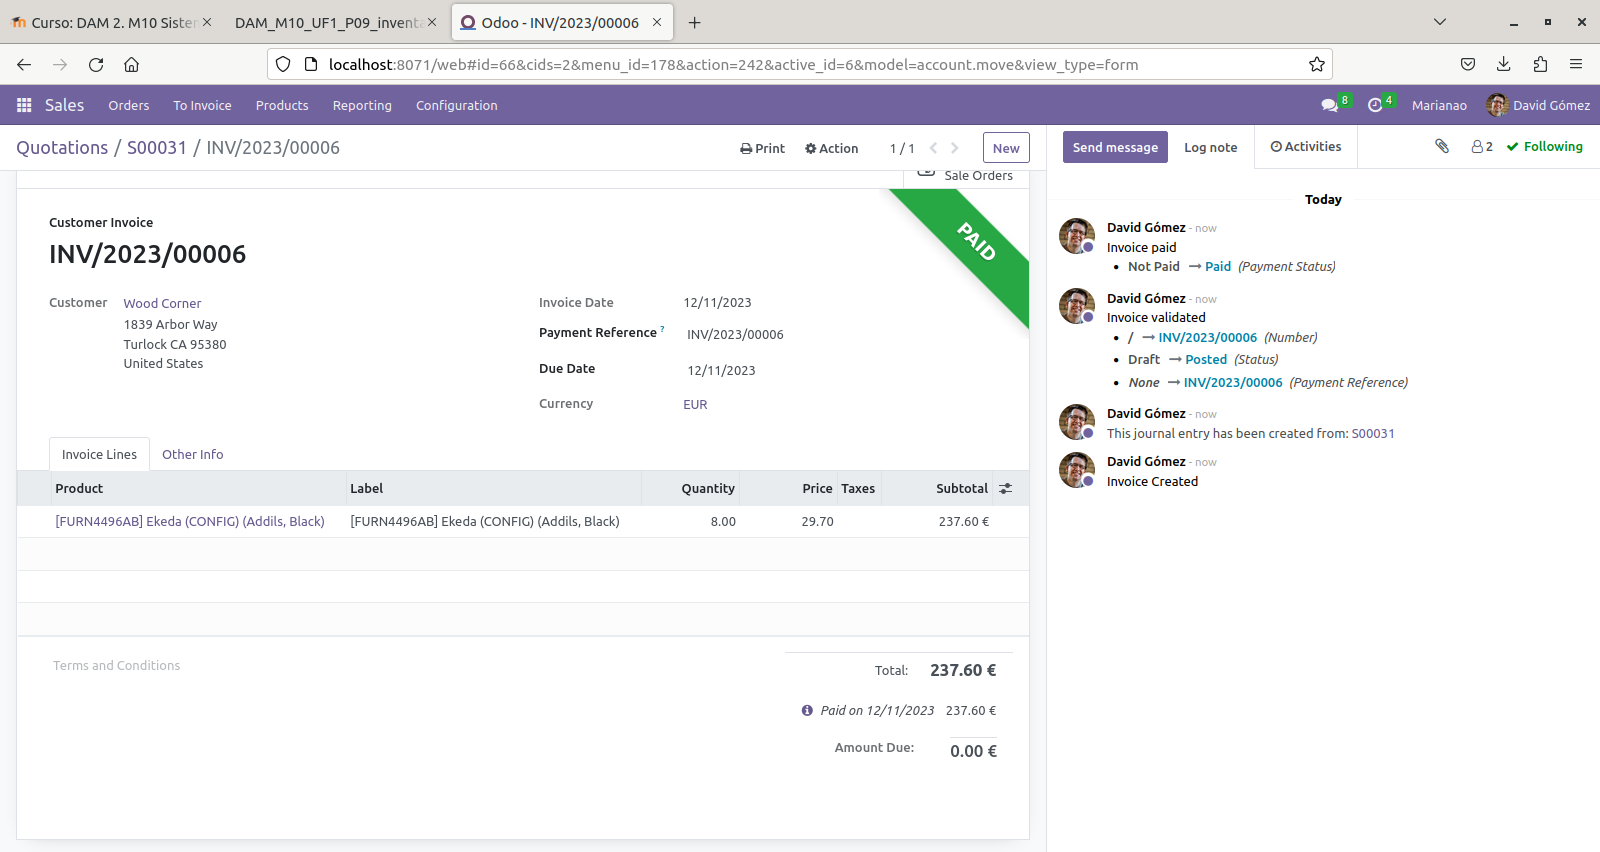 Curso: DAM 2. M10 Sister
DAM_M10_UF1_P09_inventa
Odoo - INV/2023/00006
localhost:8071/web#id=66&cids=2&menu_id=178&action=242&active_id=6&model=account.move&view_type=form
Sales Orders To Invoice Products Reporting Configuration
8 4 Marianao David Gómez
Quotations / S00031 / INV/2023/00006
Print Action 1 / 1 New
Send message Log note Activities 2 Following
Sale Orders
PAID
Customer Invoice
INV/2023/00006
Customer Wood Corner
1839 Arbor Way
Turlock CA 95380
United States
Invoice Date 12/11/2023
Payment Reference ? INV/2023/00006
Due Date 12/11/2023
Currency EUR
Invoice Lines Other Info
Product Label Quantity Price Taxes Subtotal
[FURN4496AB] Ekeda (CONFIG) (Addils, Black) [FURN4496AB] Ekeda (CONFIG) (Addils, Black) 8.00 29.70 237.60 €
Terms and Conditions
Total: 237.60 €
Paid on 12/11/2023 237.60 €
Amount Due: 0.00 €
Today
David Gómez - now
Invoice paid
• Not Paid → Paid (Payment Status)
David Gómez - now
Invoice validated
• / → INV/2023/00006 (Number)
• Draft → Posted (Status)
• None → INV/2023/00006 (Payment Reference)
David Gómez - now
This journal entry has been created from: S00031
David Gómez - now
Invoice Created